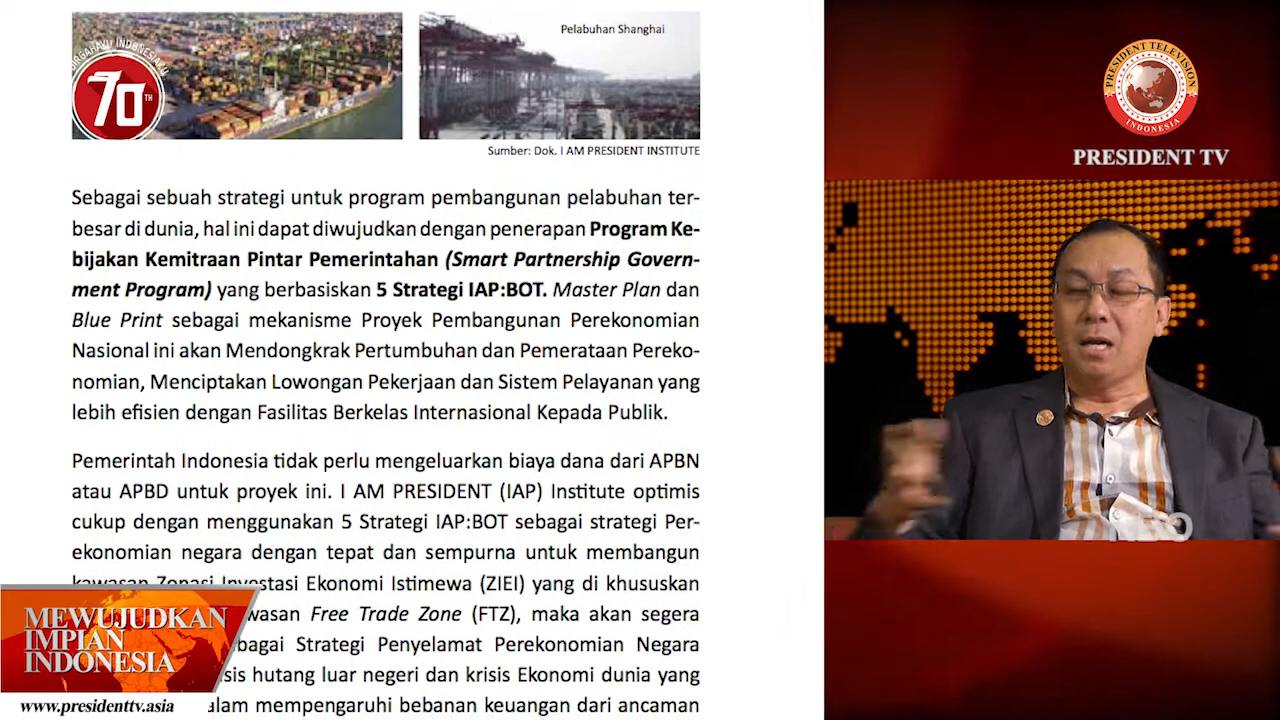 DIRGAHAYU INDONESIAKU
70TH
Pelabuhan Shanghai
Sumber: Dok. I AM PRESIDENT INSTITUTE
Sebagai sebuah strategi untuk program pembangunan pelabuhan ter-
besar di dunia, hal ini dapat diwujudkan dengan penerapan Program Ke-
bijakan Kemitraan Pintar Pemerintahan (Smart Partnership Govern-
ment Program) yang berbasiskan 5 Strategi IAP:BOT. Master Plan dan
Blue Print sebagai mekanisme Proyek Pembangunan Perekonomian
Nasional ini akan Mendongkrak Pertumbuhan dan Pemerataan Pereko-
nomian, Menciptakan Lowongan Pekerjaan dan Sistem Pelayanan yang
lebih efisien dengan Fasilitas Berkelas Internasional Kepada Publik.
Pemerintah Indonesia tidak perlu mengeluarkan biaya dana dari APBN
atau APBD untuk proyek ini. I AM PRESIDENT (IAP) Institute optimis
cukup dengan menggunakan 5 Strategi IAP:BOT sebagai strategi Per-
ekonomian negara dengan tepat dan sempurna untuk membangun
kawasan Zonasi Investasi Ekonomi Istimewa (ZIEI) yang di khususkan
wasan Free Trade Zone (FTZ), maka akan segera
bagai Strategi Penyelamat Perekonomian Negara
sis hutang luar negeri dan krisis Ekonomi dunia yang
alam mempengaruhi bebanan keuangan dari ancaman
MEWUJUDKAN
IMPIAN
INDONESIA
www.presidenttv.asia
PRESIDENT TELEVISION
INDONESIA
PRESIDENT TV